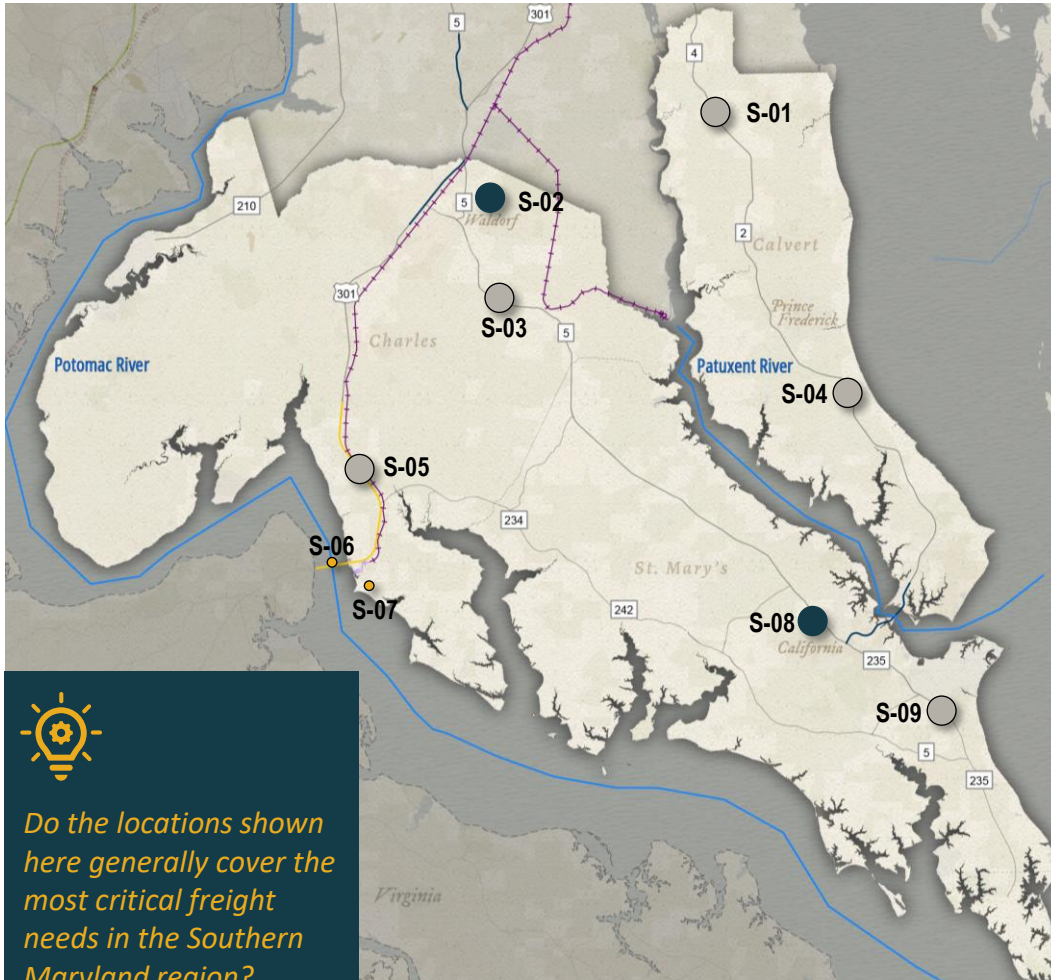 5
301
4
S-01
210
5
S-02
Waldorf
2
Calvert
301
S-03
5
Prince
Frederick
Charles
Potomac River
Patuxent River
S-04
S-05
234
S-06
S-07
St. Mary's
242
S-08
California
235
S-09
5
235
Virginia
Do the locations shown
here generally cover the
most critical freight
needs in the Southern
Maryland region?